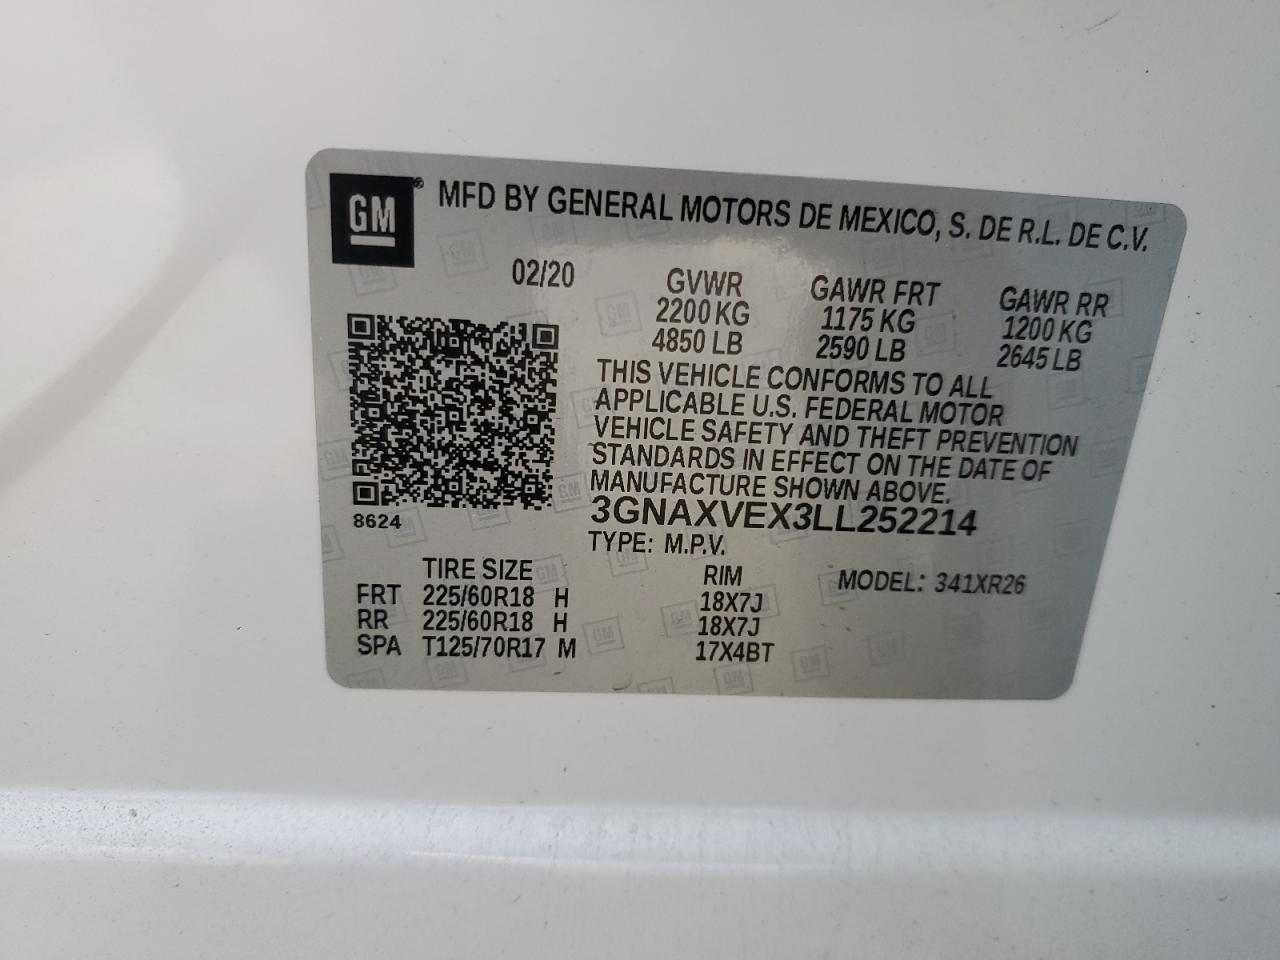 GM® MFD BY GENERAL MOTORS DE MEXICO, S. DE R.L. DE C.V.
02/20 GVWR GAWR FRT GAWR RR
2200 KG 1175 KG 1200 KG
4850 LB 2590 LB 2645 LB
THIS VEHICLE CONFORMS TO ALL
APPLICABLE U.S. FEDERAL MOTOR
VEHICLE SAFETY AND THEFT PREVENTION
STANDARDS IN EFFECT ON THE DATE OF
MANUFACTURE SHOWN ABOVE.
8624
3GNAXVEX3LL252214
TYPE: M.P.V.
TIRE SIZE RIM MODEL: 341XR26
FRT 225/60R18 H 18X7J
RR 225/60R18 H 18X7J
SPA T125/70R17 M 17X4BT